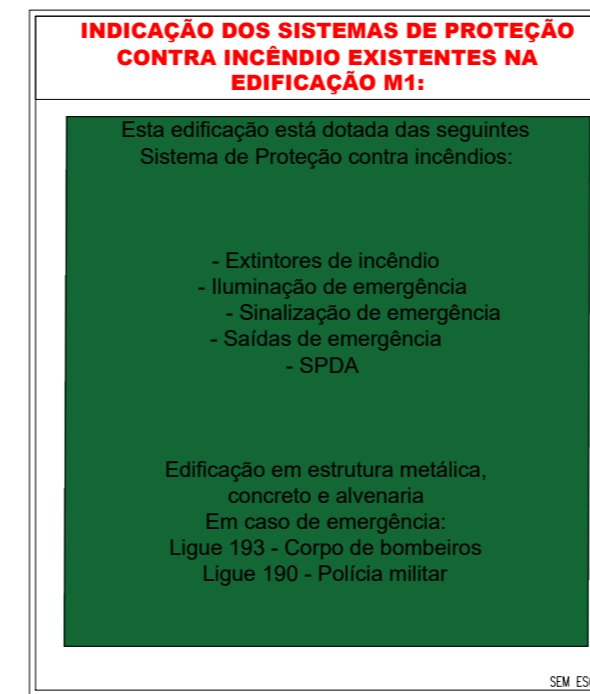 INDICAÇÃO DOS SISTEMAS DE PROTEÇÃO
CONTRA INCÊNDIO EXISTENTES NA
EDIFICAÇÃO M1:
Esta edificação está dotada das seguintes
Sistema de Proteção contra incêndios:
- Extintores de incêndio
- Iluminação de emergência
- Sinalização de emergência
- Saídas de emergência
- SPDA
Edificação em estrutura metálica,
concreto e alvenaria
Em caso de emergência:
Ligue 193 - Corpo de bombeiros
Ligue 190 - Polícia militar
SEM